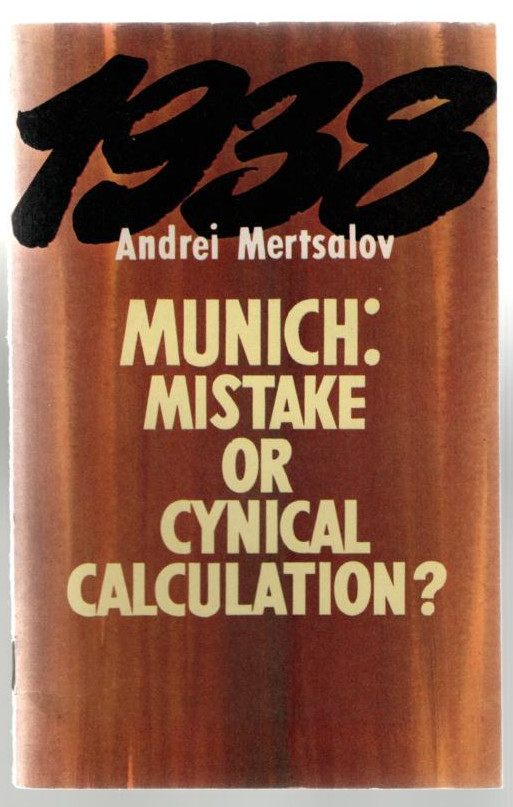 1938
Andrei Mertsalov
MUNICH:
MISTAKE
OR
CYNICAL
CALCULATION?